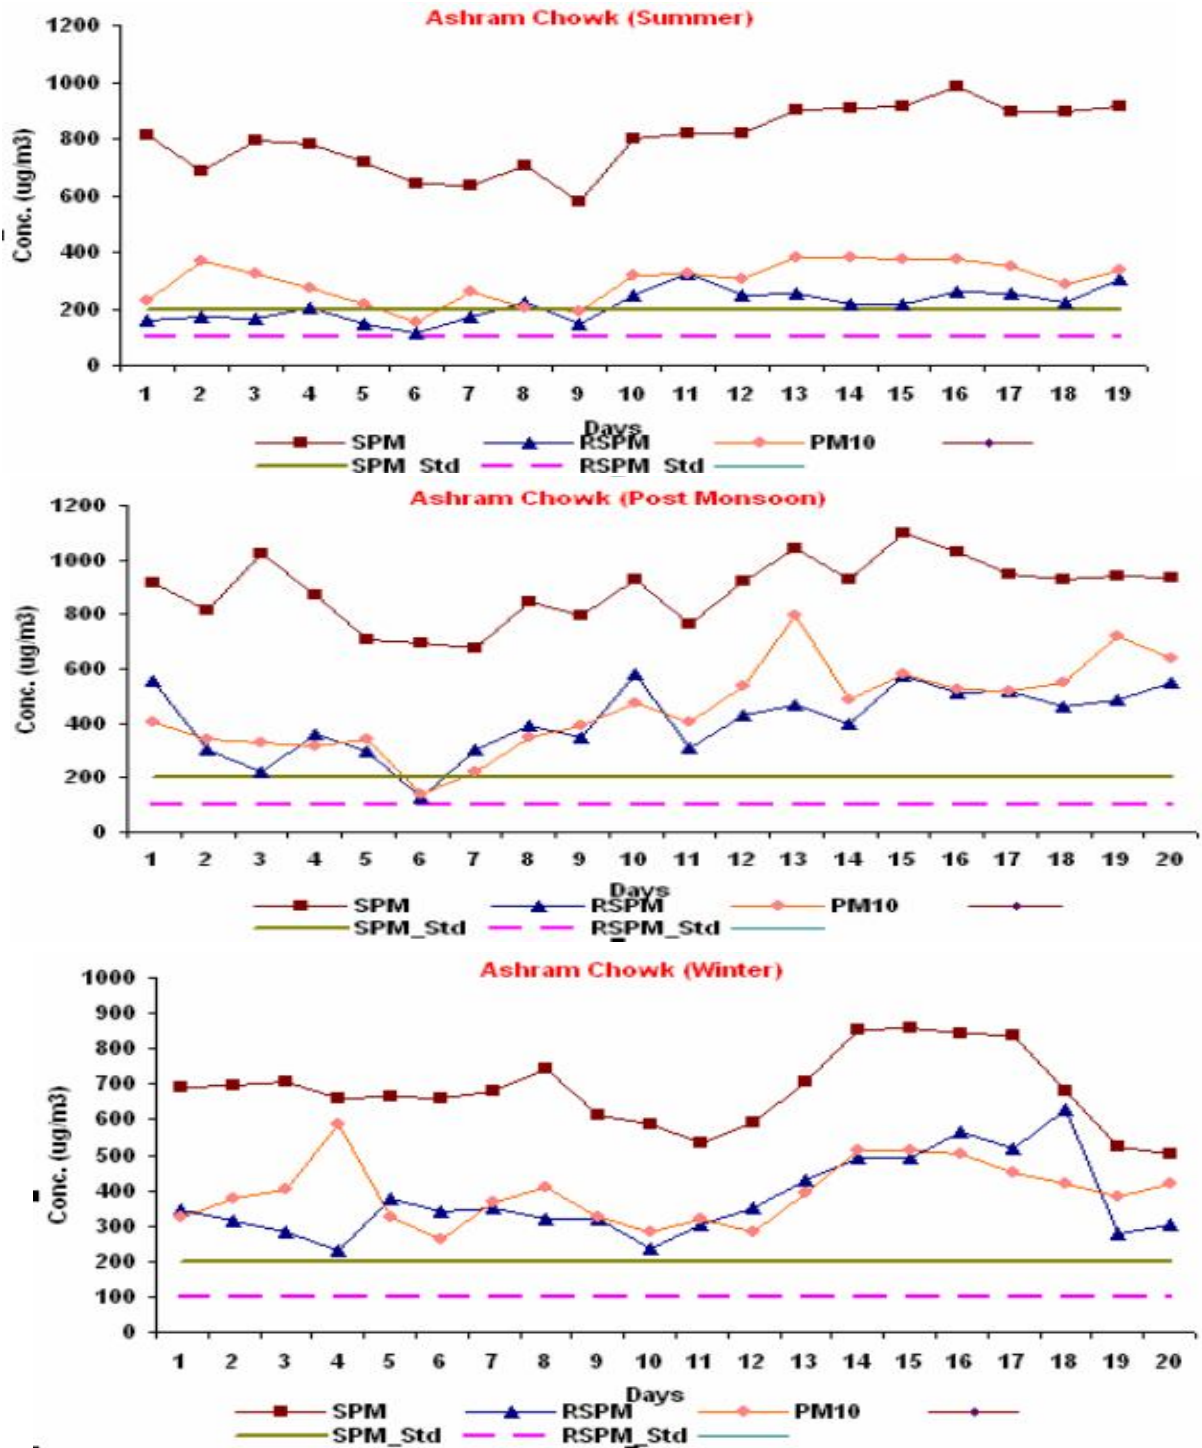 Ashram Chowk (Summer)
1200
1000
800
600
400
200
0
Conc. (ug/m3)
1 2 3 4 5 6 7 8 9 10 11 12 13 14 15 16 17 18 19
Days
SPM RSPM PM10
SPM_Std RSPM_Std
Ashram Chowk (Post Monsoon)
1200
1000
800
600
400
200
0
Conc. (ug/m3)
1 2 3 4 5 6 7 8 9 10 11 12 13 14 15 16 17 18 19 20
Days
SPM RSPM PM10
SPM_Std RSPM_Std
Ashram Chowk (Winter)
1000
900
800
700
600
500
400
300
200
100
0
Conc. (ug/m3)
1 2 3 4 5 6 7 8 9 10 11 12 13 14 15 16 17 18 19 20
Days
SPM RSPM PM10
SPM_Std RSPM_Std